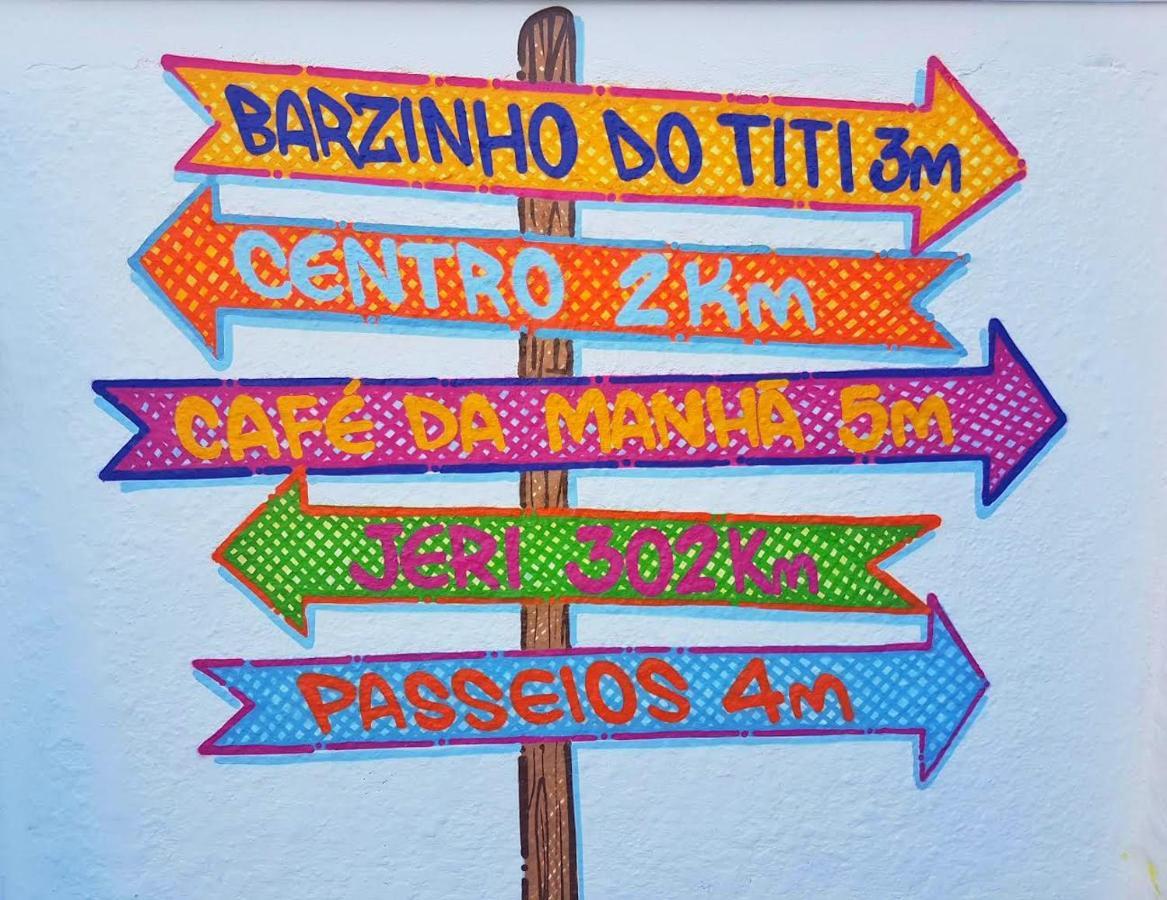 BARZINHO DO TITI 3M
CENTRO 2Km
CAFÉ DA MANHÃ 5M
JERI 302Km
PASSEIOS 4M